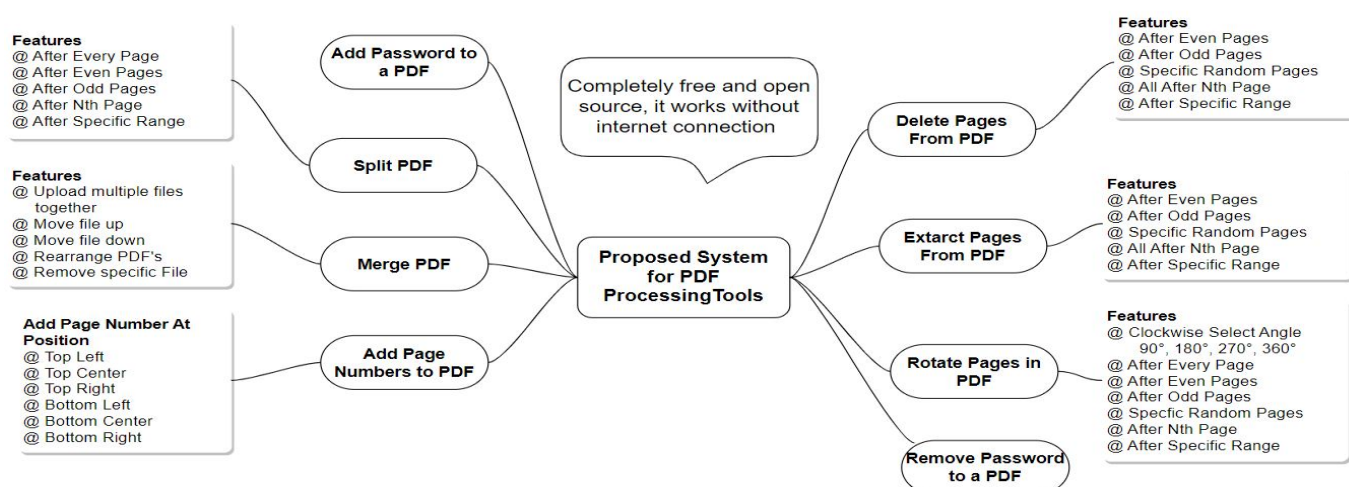 Features
@ After Every Page
@ After Even Pages
@ After Odd Pages
@ After Nth Page
@ After Specific Range
Features
@ Upload multiple files
together
@ Move file up
@ Move file down
@ Rearrange PDF's
@ Remove specific File
Add Page Number At
Position
@ Top Left
@ Top Center
@ Top Right
@ Bottom Left
@ Bottom Center
@ Bottom Right
Add Password to
a PDF
Split PDF
Merge PDF
Add Page
Numbers to PDF
Completely free and open
source, it works without
internet connection
Proposed System
for PDF
ProcessingTools
Delete Pages
From PDF
Extarct Pages
From PDF
Rotate Pages in
PDF
Remove Password
to a PDF
Features
@ After Even Pages
@ After Odd Pages
@ Specific Random Pages
@ All After Nth Page
@ After Specific Range
Features
@ After Even Pages
@ After Odd Pages
@ Specific Random Pages
@ All After Nth Page
@ After Specific Range
Features
@ Clockwise Select Angle
90°, 180°, 270°, 360°
@ After Every Page
@ After Even Pages
@ After Odd Pages
@ Specfic Random Pages
@ After Nth Page
@ After Specific Range